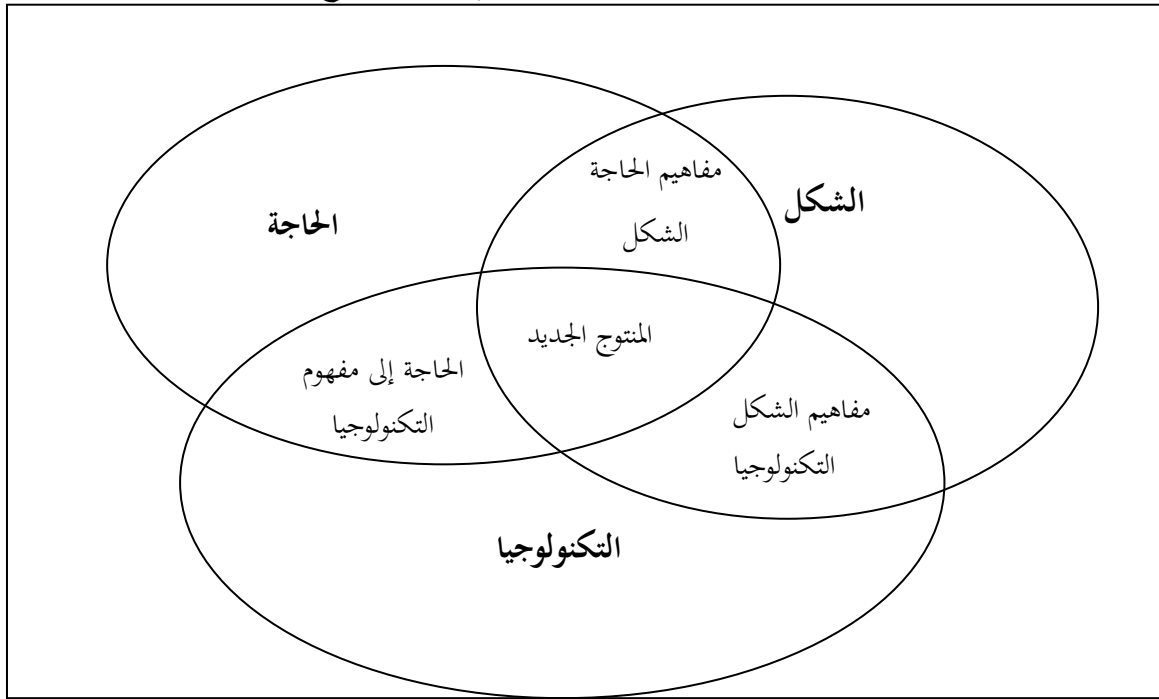 مفاهيم الحاجة
الشكل
الشكل
الحاجة
المنتوج الجديد
الحاجة إلى مفهوم
التكنولوجيا
مفاهيم الشكل
التكنولوجيا
التكنولوجيا